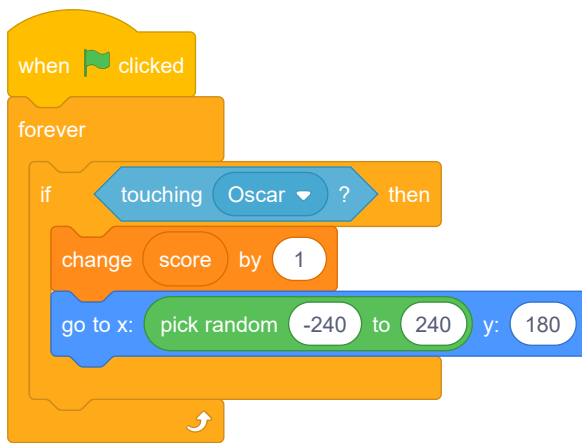 when clicked
forever
if touching Oscar ? then
change score by 1
go to x: pick random -240 to 240 y: 180